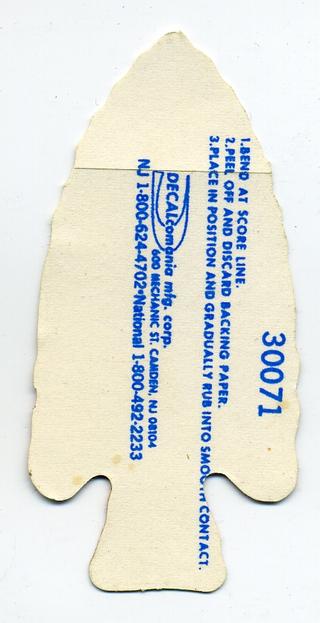 30071
1.BEND AT SCORE LINE.
2.PEEL OFF AND DISCARD BACKING PAPER.
3.PLACE IN POSITION AND GRADUALLY RUB INTO SMOOTH CONTACT.
DECALcomania mfg. corp.
600 MECHANIC ST. CAMDEN, NJ 08104
NJ 1-800-624-4702•National 1-800-492-2233